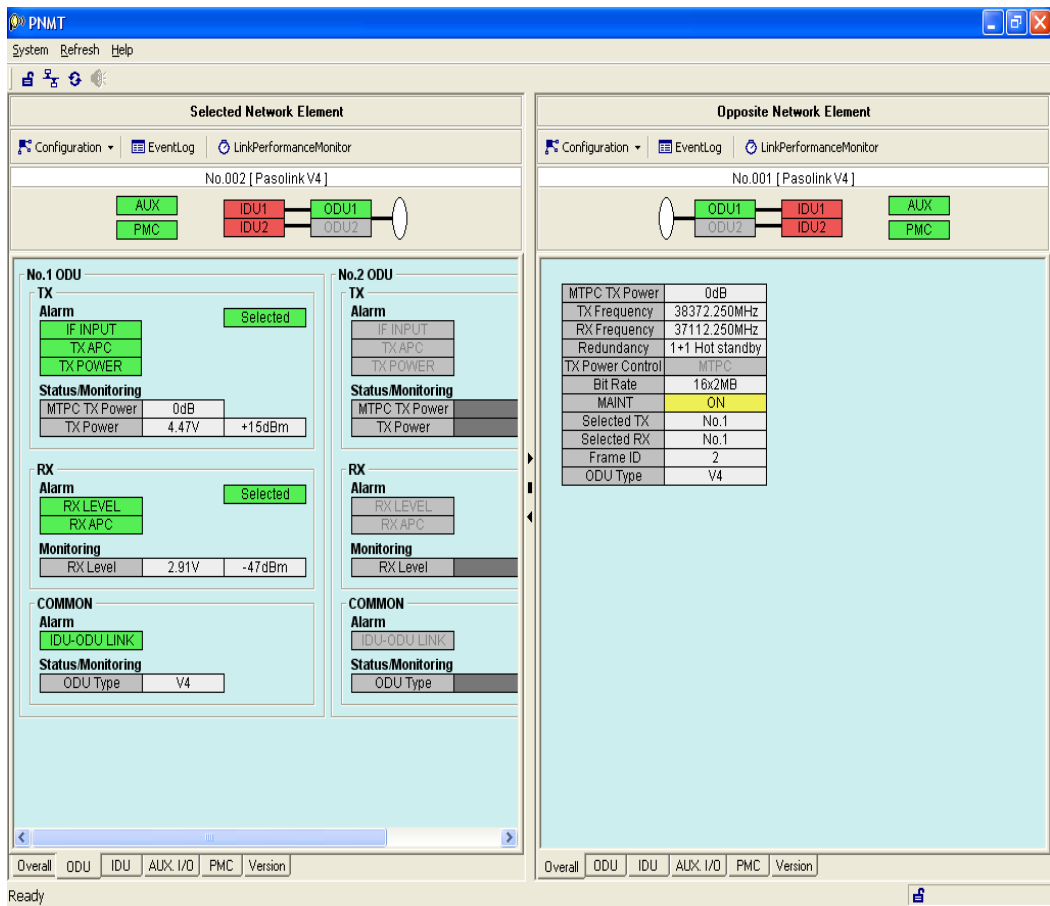 PNMT
System Refresh Help
Selected Network Element
Configuration EventLog LinkPerformanceMonitor
No.002 [ Pasolink V4 ]
AUX IDU1 ODU1
PMC IDU2 ODU2
No.1 ODU
TX
Alarm
Selected
IF INPUT
TX APC
TX POWER
Status/Monitoring
MTPC TX Power 0dB
TX Power 4.47V +15dBm
RX
Alarm
Selected
RX LEVEL
RX APC
Monitoring
RX Level 2.91V -47dBm
COMMON
Alarm
IDU-ODU LINK
Status/Monitoring
ODU Type V4
No.2 ODU
TX
Alarm
IF INPUT
TX APC
TX POWER
Status/Monitoring
MTPC TX Power
TX Power
RX
Alarm
RX LEVEL
RX APC
Monitoring
RX Level
COMMON
Alarm
IDU-ODU LINK
Status/Monitoring
ODU Type
Overall ODU IDU AUX. I/O PMC Version
Opposite Network Element
Configuration EventLog LinkPerformanceMonitor
No.001 [ Pasolink V4 ]
ODU1 IDU1 AUX
ODU2 IDU2 PMC
MTPC TX Power 0dB
TX Frequency 38372.250MHz
RX Frequency 37112.250MHz
Redundancy 1+1 Hot standby
TX Power Control MTPC
Bit Rate 16x2MB
MAINT ON
Selected TX No.1
Selected RX No.1
Frame ID 2
ODU Type V4
Overall ODU IDU AUX. I/O PMC Version
Ready